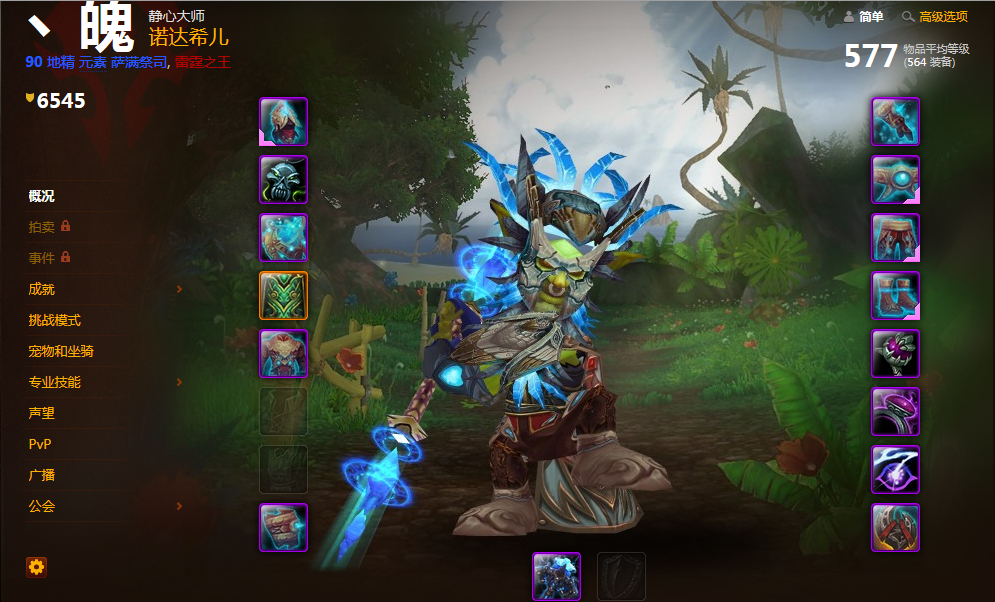 魄
静心大师
诺达希儿
90 地精 元素 萨满祭司, 雷霆之王
6545
简单 高级选项
577 物品平均等级
(564 装备)
概况
拍卖
事件
成就
挑战模式
宠物和坐骑
专业技能
声望
PvP
广播
公会